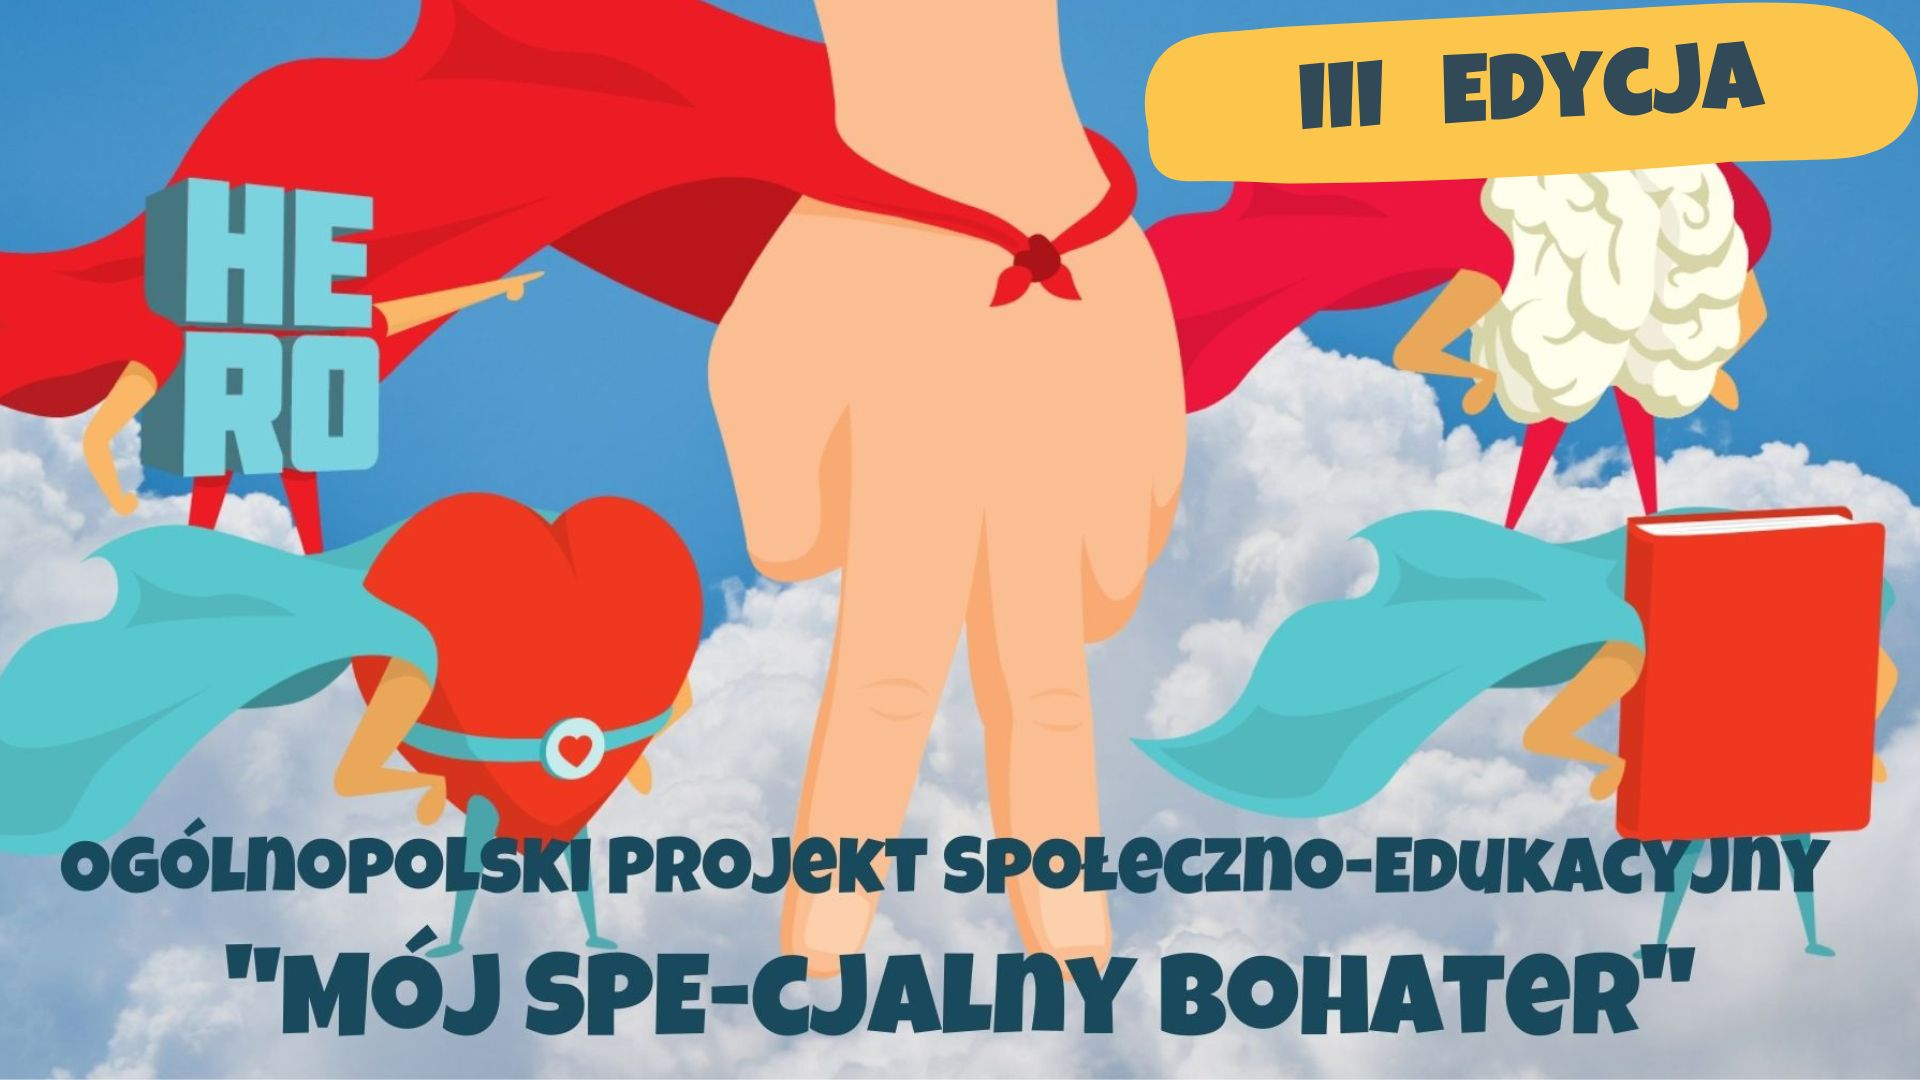 III EDYCJA
HE
RO
OGÓLNOPOLSKI PROJEKT SPOŁECZNO-EDUKACYJNY
"MÓJ SPE-CJALNY BOHATER"